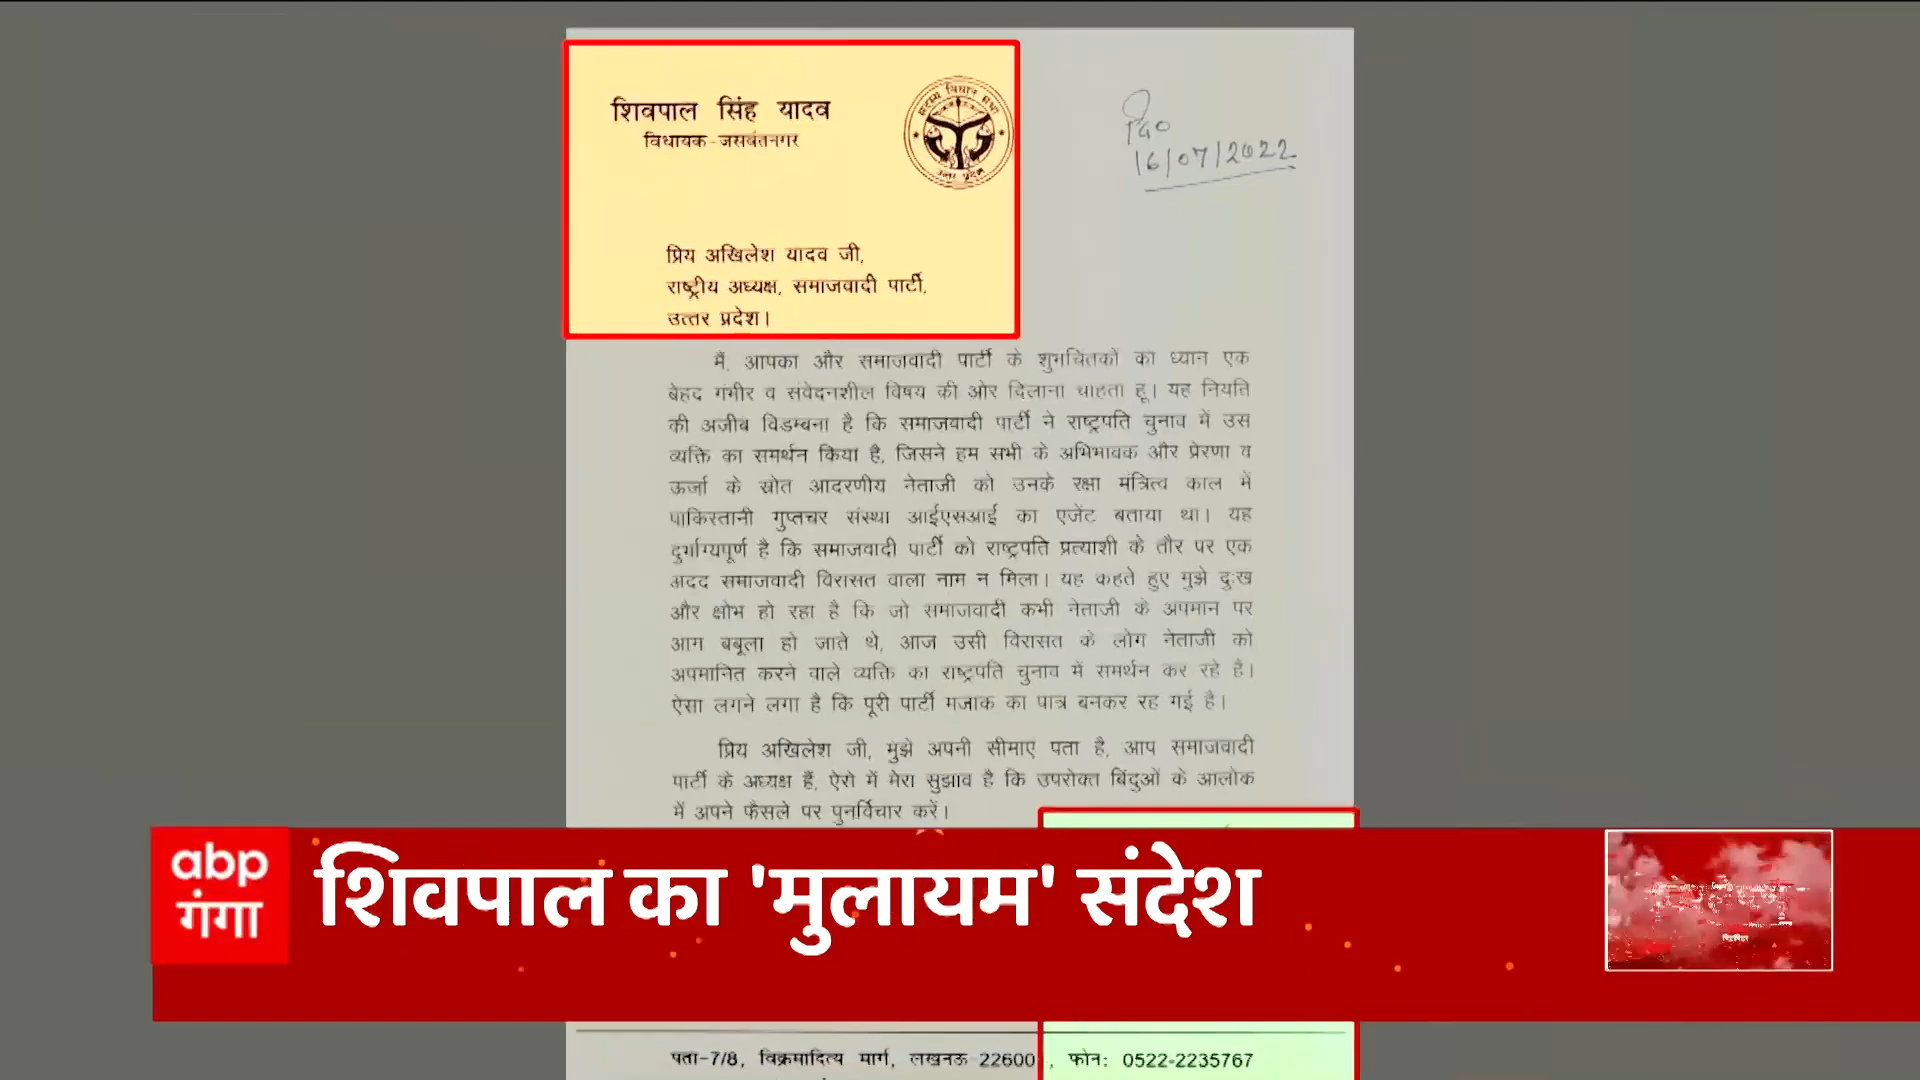 शिवपाल सिंह यादव
विधायक-जसवंतनगर
सदस्य विधान सभा
उत्तर प्रदेश
16/07/2022
प्रिय अखिलेश यादव जी,
राष्ट्रीय अध्यक्ष, समाजवादी पार्टी,
उत्तर प्रदेश।
मैं, आपका और समाजवादी पार्टी के शुभचिंतकों का ध्यान एक
बेहद गंभीर व संवेदनशील विषय की ओर दिलाना चाहता हू। यह नियति
की अजीब विडम्बना है कि समाजवादी पार्टी ने राष्ट्रपति चुनाव में उस
व्यक्ति का समर्थन किया है, जिसने हम सभी के अभिभावक और प्रेरणा व
ऊर्जा के स्रोत आदरणीय नेताजी को उनके रक्षा मंत्रित्व काल में
पाकिस्तानी गुप्तचर संस्था आईएसआई का एजेंट बताया था। यह
दुर्भाग्यपूर्ण है कि समाजवादी पार्टी को राष्ट्रपति प्रत्याशी के तौर पर एक
अदद समाजवादी विरासत वाला नाम न मिला। यह कहते हुए मुझे दुःख
और क्षोभ हो रहा है कि जो समाजवादी कभी नेताजी के अपमान पर
आग बबूला हो जाते थे, आज उसी विरासत के लोग नेताजी को
अपमानित करने वाले व्यक्ति का राष्ट्रपति चुनाव में समर्थन कर रहे हैं।
ऐसा लगने लगा है कि पूरी पार्टी मजाक का पात्र बनकर रह गई है।
प्रिय अखिलेश जी, मुझे अपनी सीमाए पता है, आप समाजवादी
पार्टी के अध्यक्ष हैं, ऐसे में मेरा सुझाव है कि उपरोक्त बिंदुओं के आलोक
में अपने फैसले पर पुनर्विचार करें।
abp
गंगा
शिवपाल का 'मुलायम' संदेश
पता-7/8, विक्रमादित्य मार्ग, लखनऊ 22600 , फोन: 0522-2235767